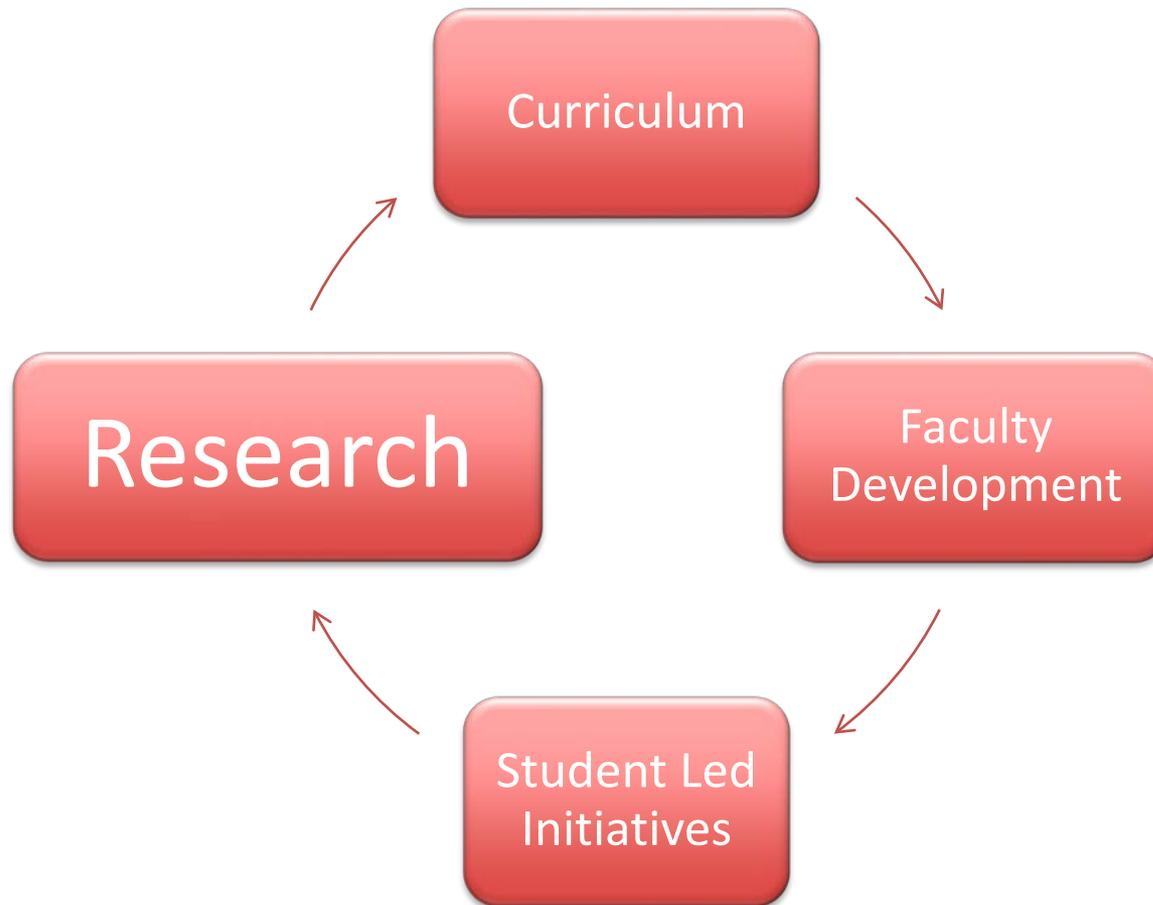 Curriculum
Research
Faculty
Development
Student Led
Initiatives